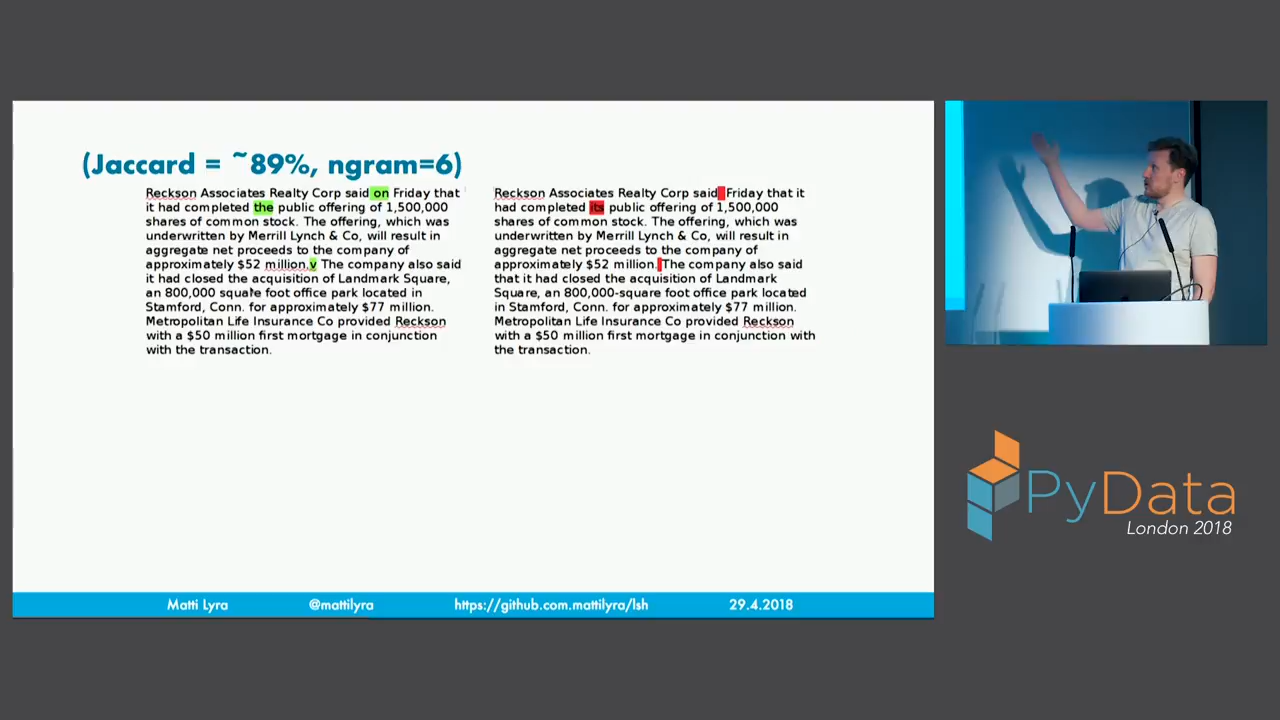 (Jaccard = ~89%, ngram=6)
Reckson Associates Realty Corp said on Friday that
it had completed the public offering of 1,500,000
shares of common stock. The offering, which was
underwritten by Merrill Lynch & Co, will result in
aggregate net proceeds to the company of
approximately $52 million.v The company also said
it had closed the acquisition of Landmark Square,
an 800,000 square foot office park located in
Stamford, Conn. for approximately $77 million.
Metropolitan Life Insurance Co provided Reckson
with a $50 million first mortgage in conjunction
with the transaction.
Reckson Associates Realty Corp said Friday that it
had completed its public offering of 1,500,000
shares of common stock. The offering, which was
underwritten by Merrill Lynch & Co, will result in
aggregate net proceeds to the company of
approximately $52 million. The company also said
that it had closed the acquisition of Landmark
Square, an 800,000-square foot office park located
in Stamford, Conn. for approximately $77 million.
Metropolitan Life Insurance Co provided Reckson
with a $50 million first mortgage in conjunction with
the transaction.
Matti Lyra @mattilyra https://github.com.mattilyra/lsh 29.4.2018
PyData
London 2018